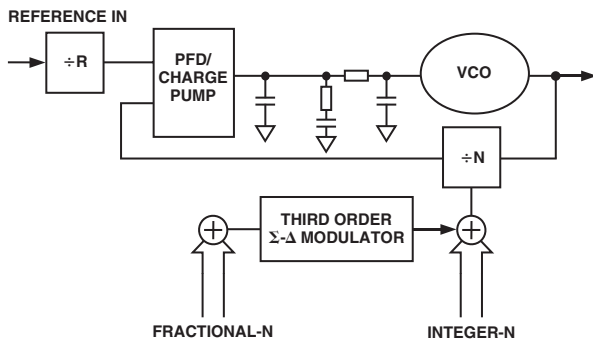 REFERENCE IN
÷R
PFD/
CHARGE
PUMP
VCO
÷N
THIRD ORDER
Σ-Δ MODULATOR
FRACTIONAL-N
INTEGER-N